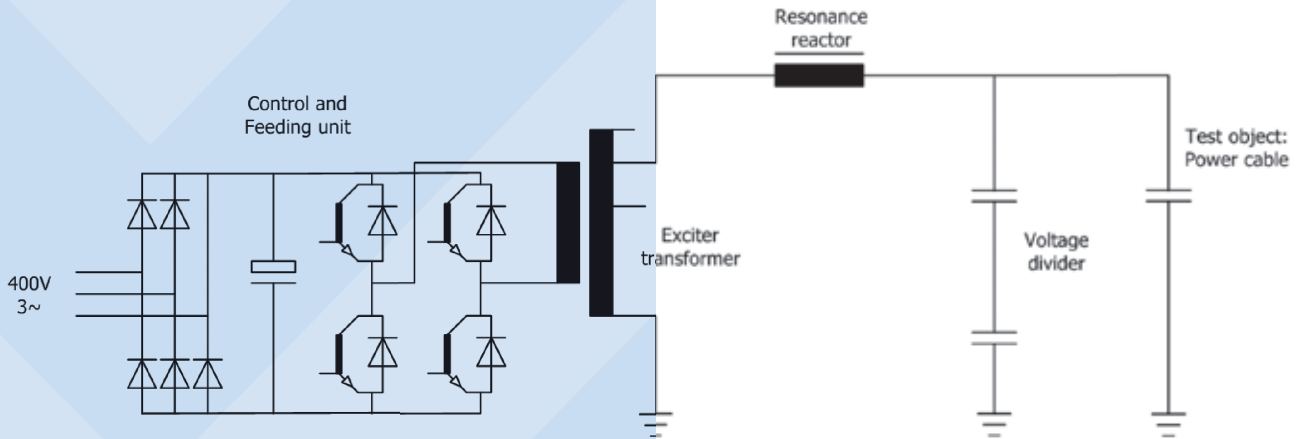 Resonance
reactor
Control and
Feeding unit
Test object:
Power cable
Exciter
transformer
Voltage
divider
400V
3~